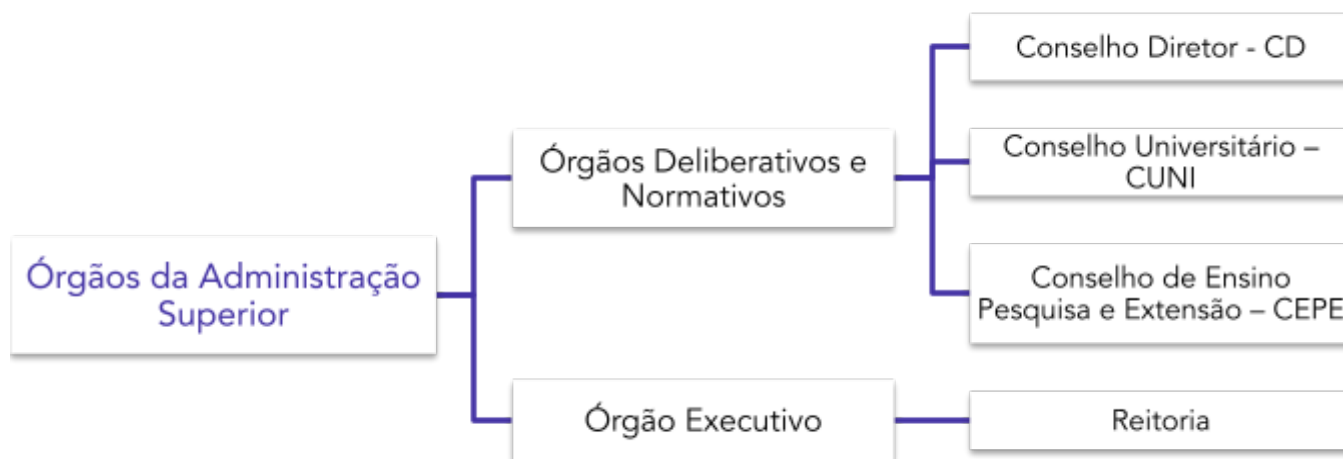 Órgãos da Administração
Superior
Órgãos Deliberativos e
Normativos
Conselho Diretor - CD
Conselho Universitário –
CUNI
Conselho de Ensino
Pesquisa e Extensão – CEPE
Órgão Executivo
Reitoria